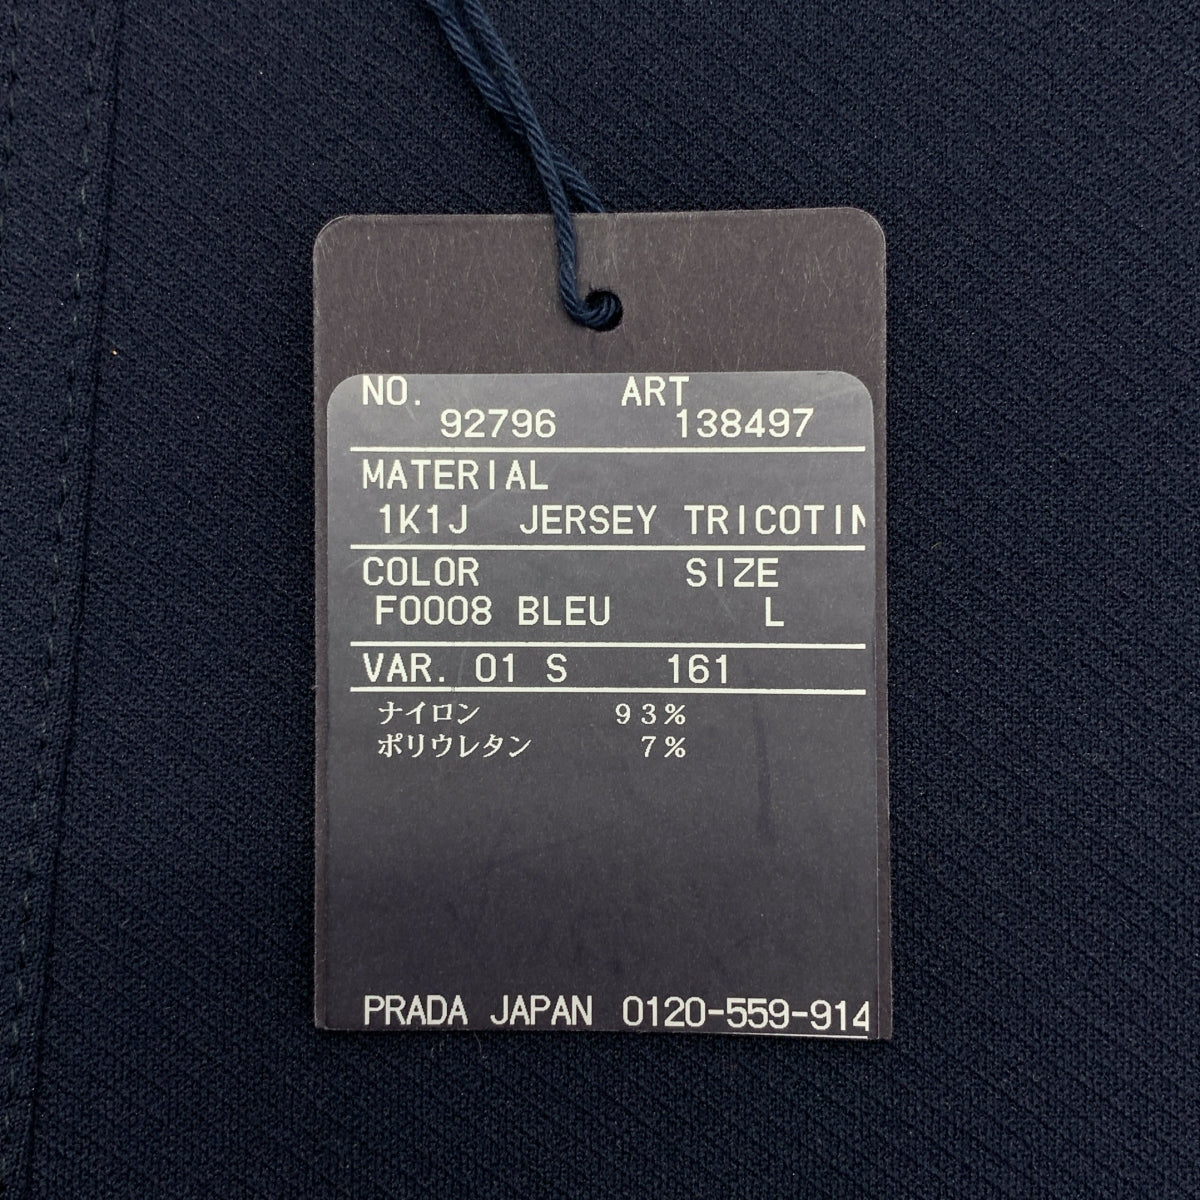 NO. ART
92796 138497
MATERIAL
1K1J JERSEY TRICOTIN
COLOR SIZE
F0008 BLEU L
VAR. 01 S 161
ナイロン 93%
ポリウレタン 7%
PRADA JAPAN 0120-559-914